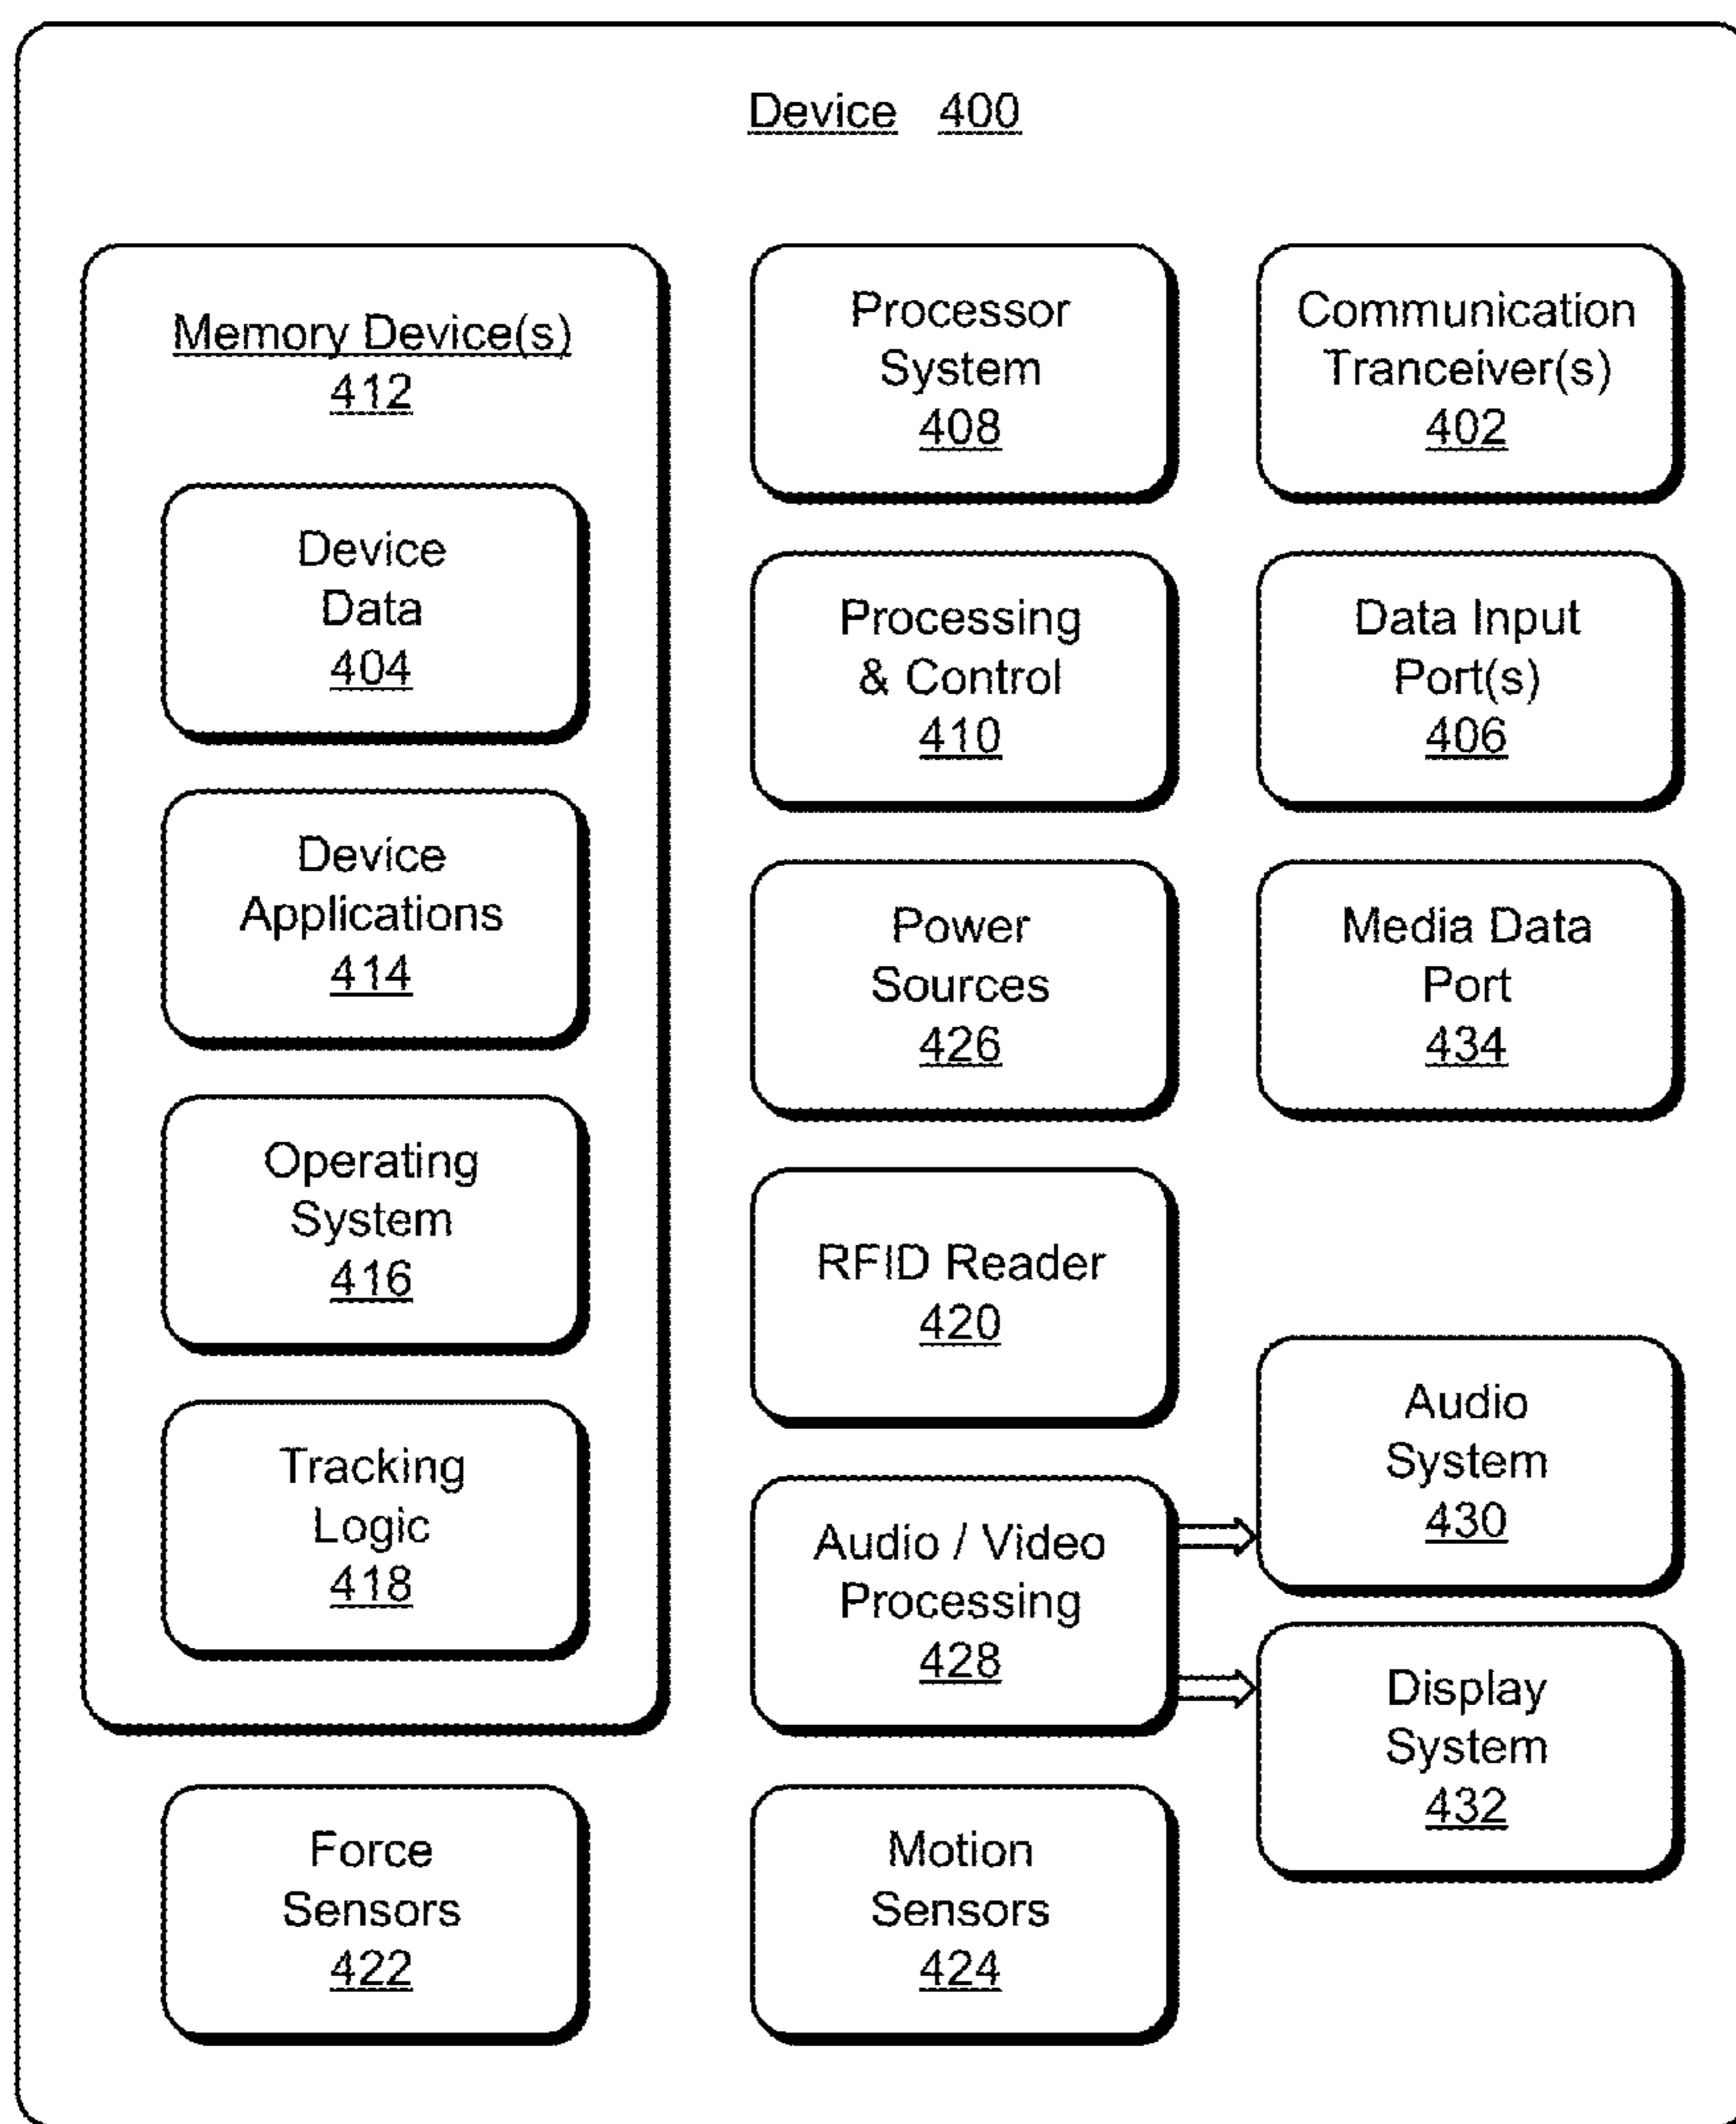 Device 400
Memory Device(s)
412
Device
Data
404
Device
Applications
414
Operating
System
416
Tracking
Logic
418
Force
Sensors
422
Processor
System
408
Processing
& Control
410
Power
Sources
426
RFID Reader
420
Audio / Video
Processing
428
Motion
Sensors
424
Communication
Tranceiver(s)
402
Data Input
Port(s)
406
Media Data
Port
434
Audio
System
430
Display
System
432